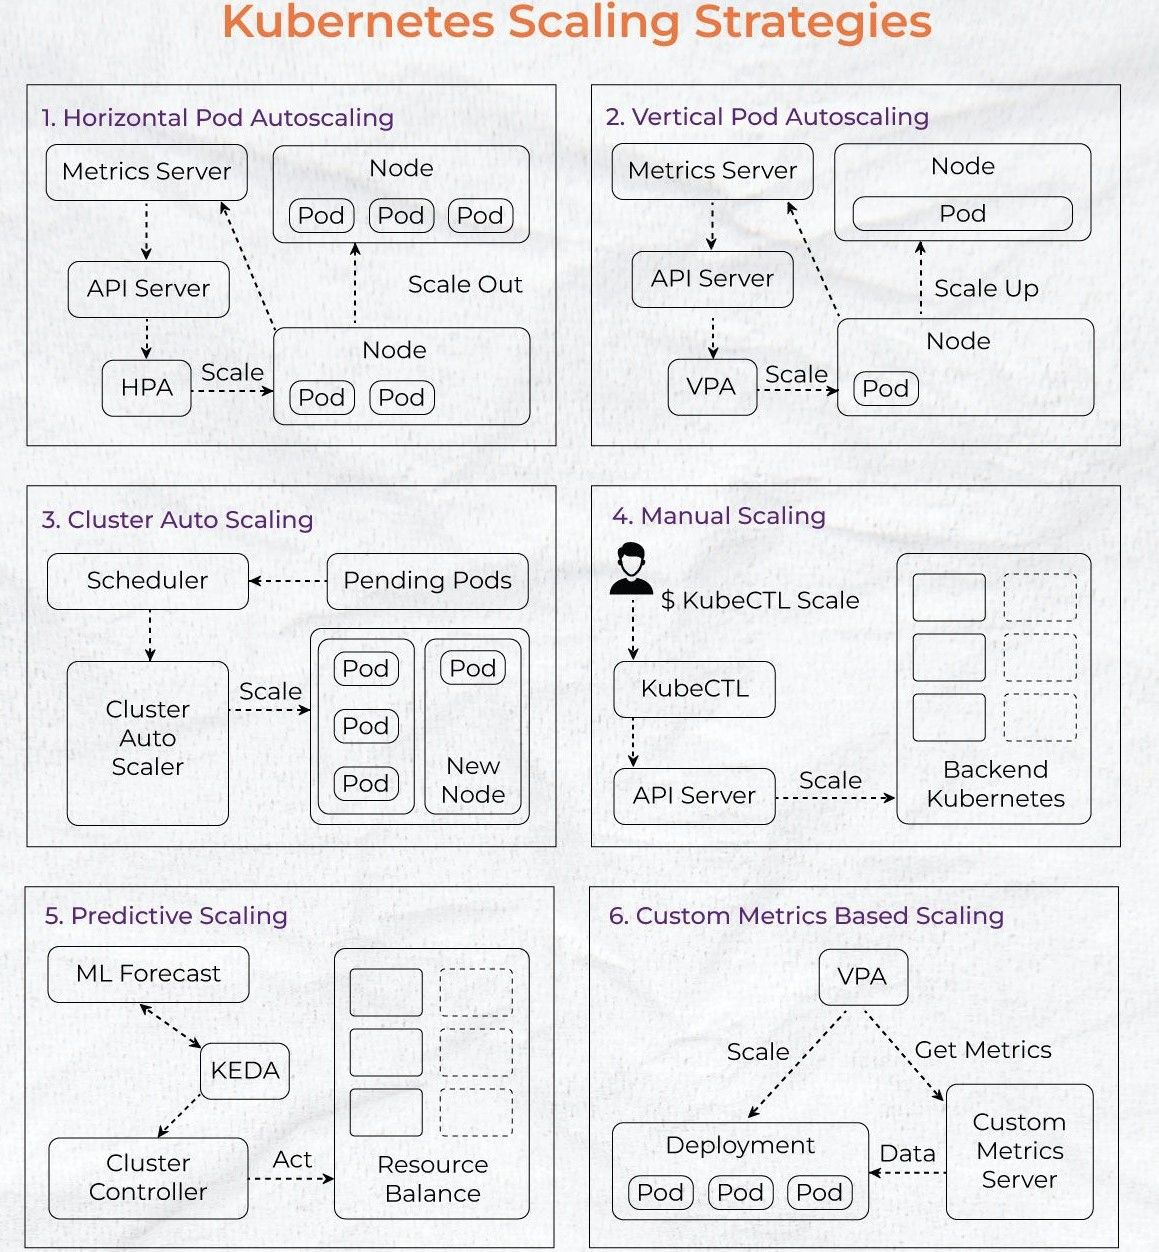 Kubernetes Scaling Strategies
1. Horizontal Pod Autoscaling
Metrics Server
Node
Pod Pod Pod
API Server
Scale Out
Node
HPA
Scale
Pod Pod
2. Vertical Pod Autoscaling
Metrics Server
Node
Pod
API Server
Scale Up
Node
VPA
Scale
Pod
3. Cluster Auto Scaling
Scheduler
Pending Pods
Cluster
Auto
Scaler
Scale
Pod
Pod
Pod
Pod
New
Node
4. Manual Scaling
$ KubeCTL Scale
KubeCTL
API Server
Scale
Backend
Kubernetes
5. Predictive Scaling
ML Forecast
KEDA
Cluster
Controller
Act
Resource
Balance
6. Custom Metrics Based Scaling
VPA
Scale
Get Metrics
Deployment
Pod Pod Pod
Data
Custom
Metrics
Server